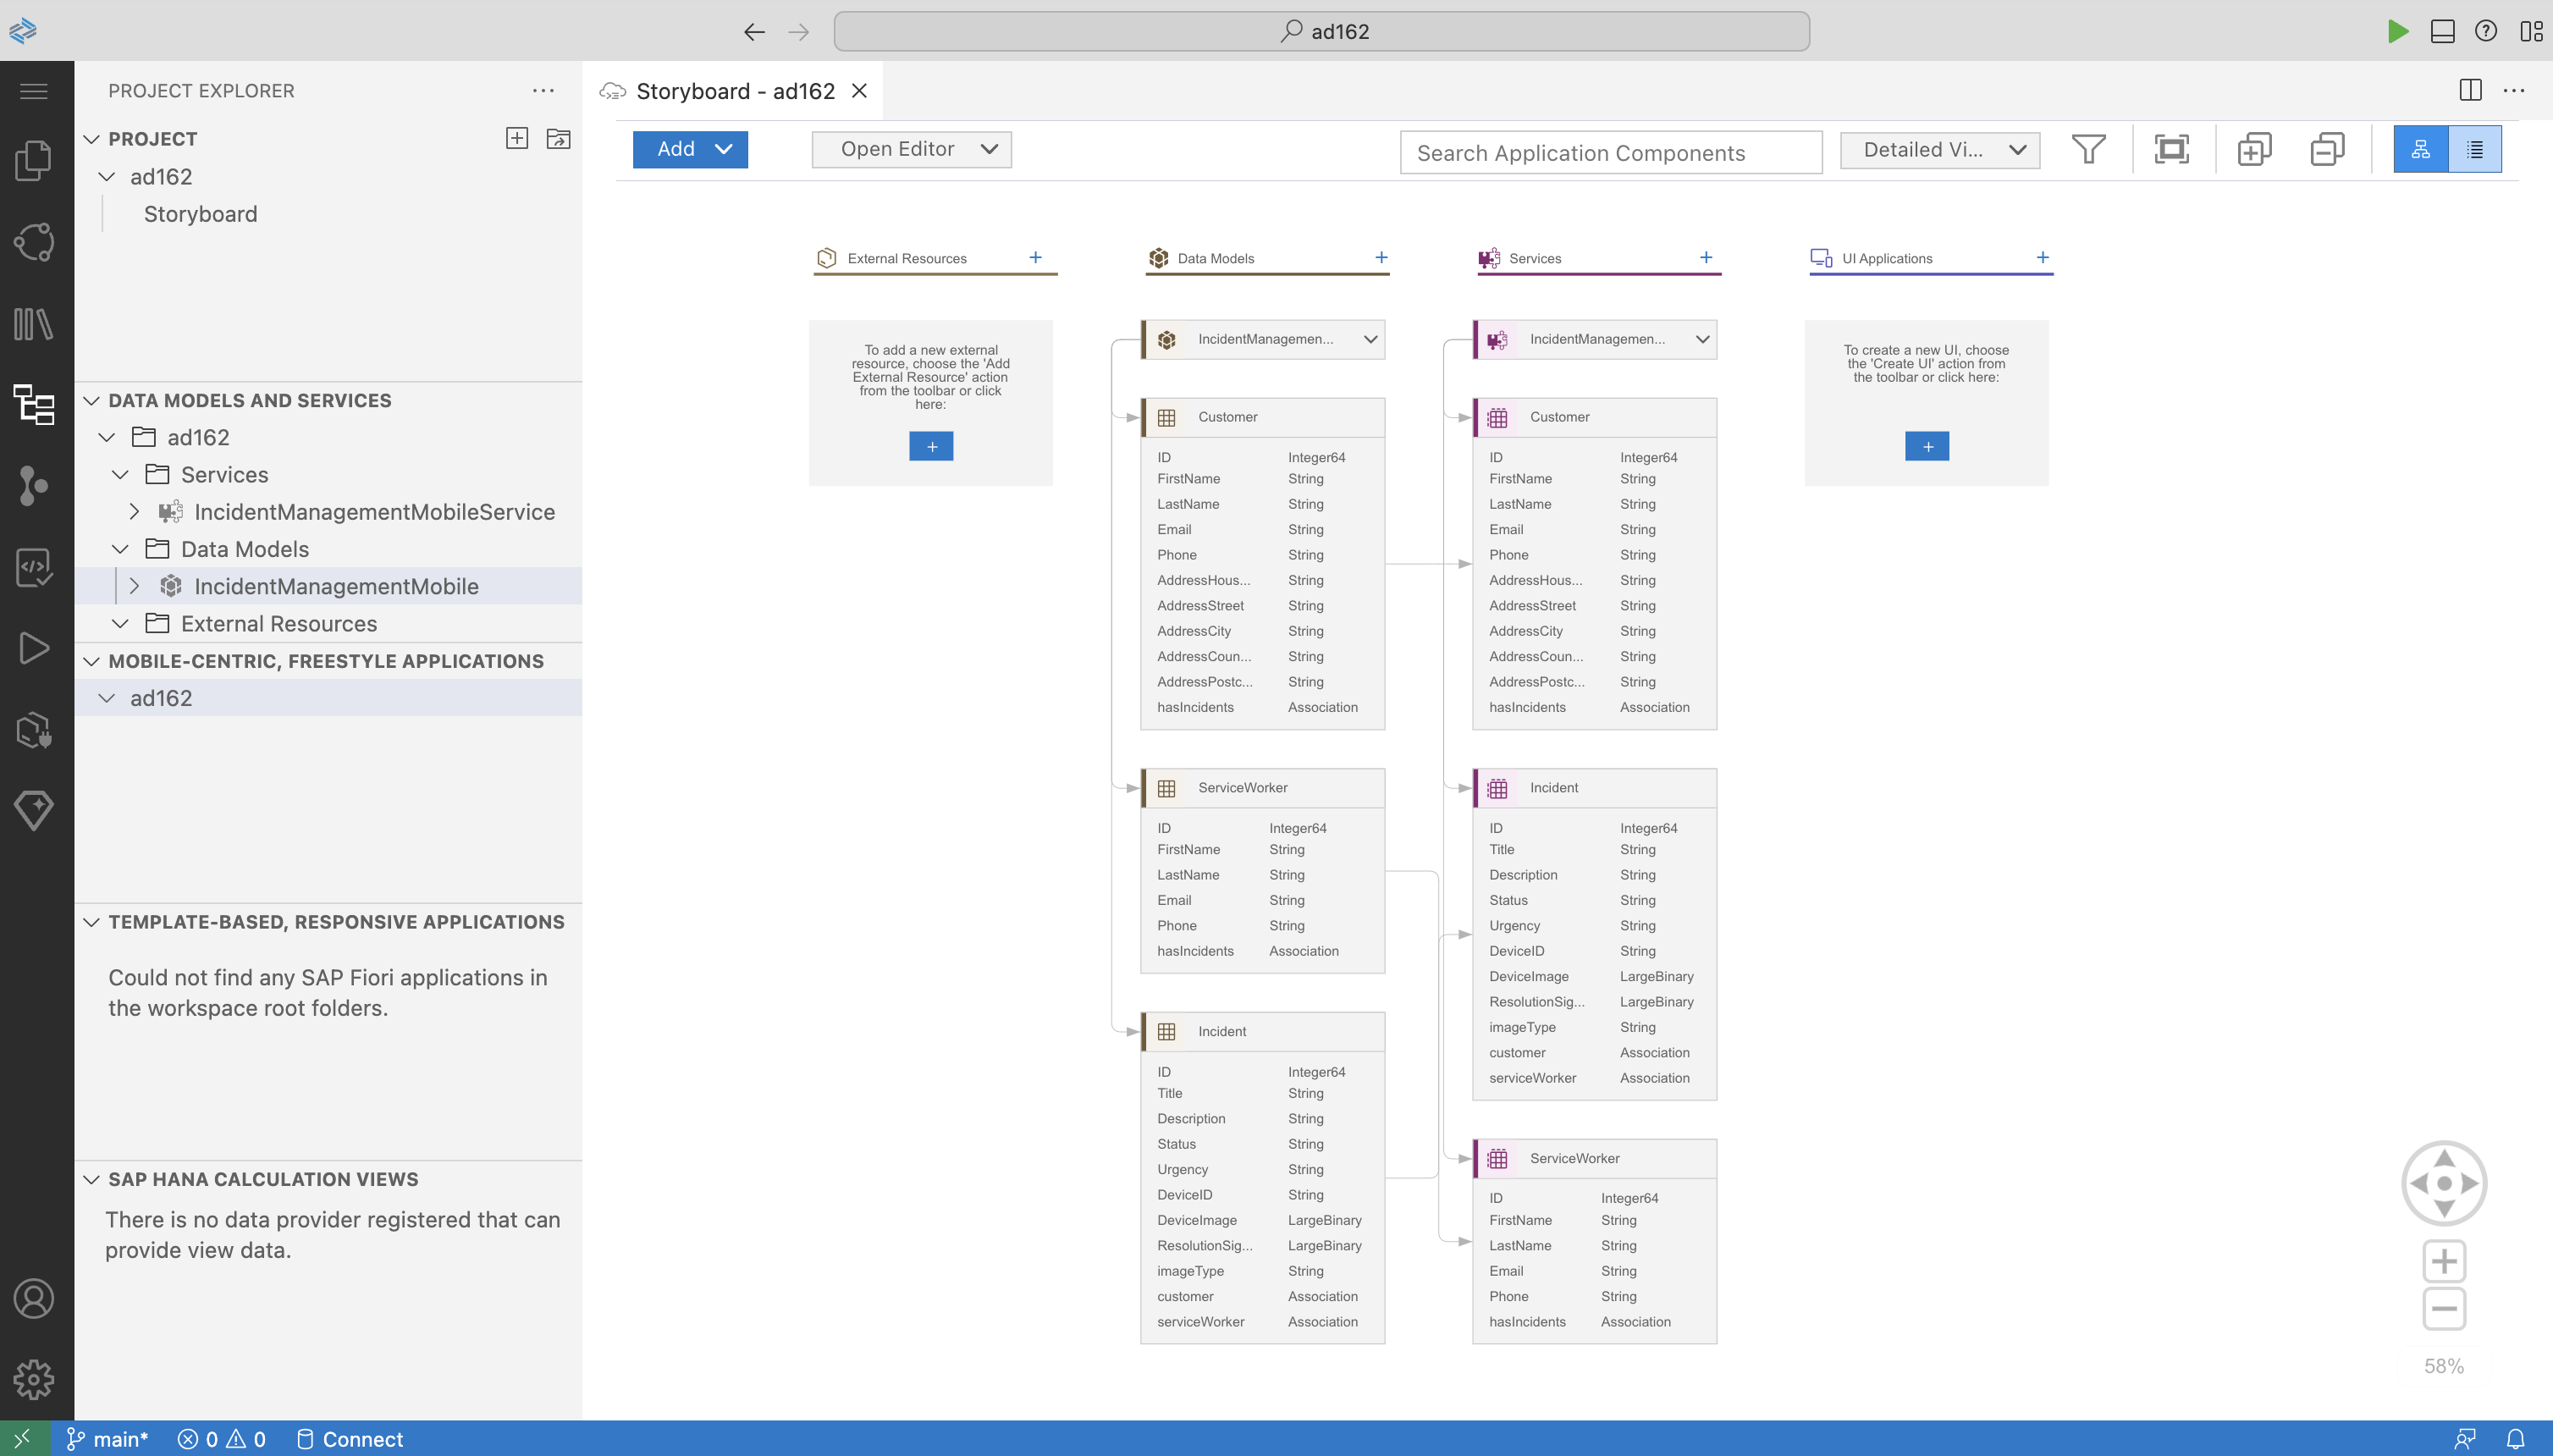 ad162
PROJECT EXPLORER
PROJECT
ad162
Storyboard
DATA MODELS AND SERVICES
ad162
Services
IncidentManagementMobileService
Data Models
IncidentManagementMobile
External Resources
MOBILE-CENTRIC, FREESTYLE APPLICATIONS
ad162
TEMPLATE-BASED, RESPONSIVE APPLICATIONS
Could not find any SAP Fiori applications in
the workspace root folders.
SAP HANA CALCULATION VIEWS
There is no data provider registered that can
provide view data.
Storyboard - ad162
Add
Open Editor
Search Application Components
Detailed Vi...
External Resources +
To add a new external
resource, choose the 'Add
External Resource' action
from the toolbar or click
here:
+
Data Models +
IncidentManagemen...
Customer
ID Integer64
FirstName String
LastName String
Email String
Phone String
AddressHous... String
AddressStreet String
AddressCity String
AddressCoun... String
AddressPostc... String
hasIncidents Association
ServiceWorker
ID Integer64
FirstName String
LastName String
Email String
Phone String
hasIncidents Association
Incident
ID Integer64
Title String
Description String
Status String
Urgency String
DeviceID String
DeviceImage LargeBinary
ResolutionSig... LargeBinary
imageType String
customer Association
serviceWorker Association
Services +
IncidentManagemen...
Customer
ID Integer64
FirstName String
LastName String
Email String
Phone String
AddressHous... String
AddressStreet String
AddressCity String
AddressCoun... String
AddressPostc... String
hasIncidents Association
Incident
ID Integer64
Title String
Description String
Status String
Urgency String
DeviceID String
DeviceImage LargeBinary
ResolutionSig... LargeBinary
imageType String
customer Association
serviceWorker Association
ServiceWorker
ID Integer64
FirstName String
LastName String
Email String
Phone String
hasIncidents Association
UI Applications +
To create a new UI, choose
the 'Create UI' action from
the toolbar or click here:
+
58%
main* 0 0 Connect